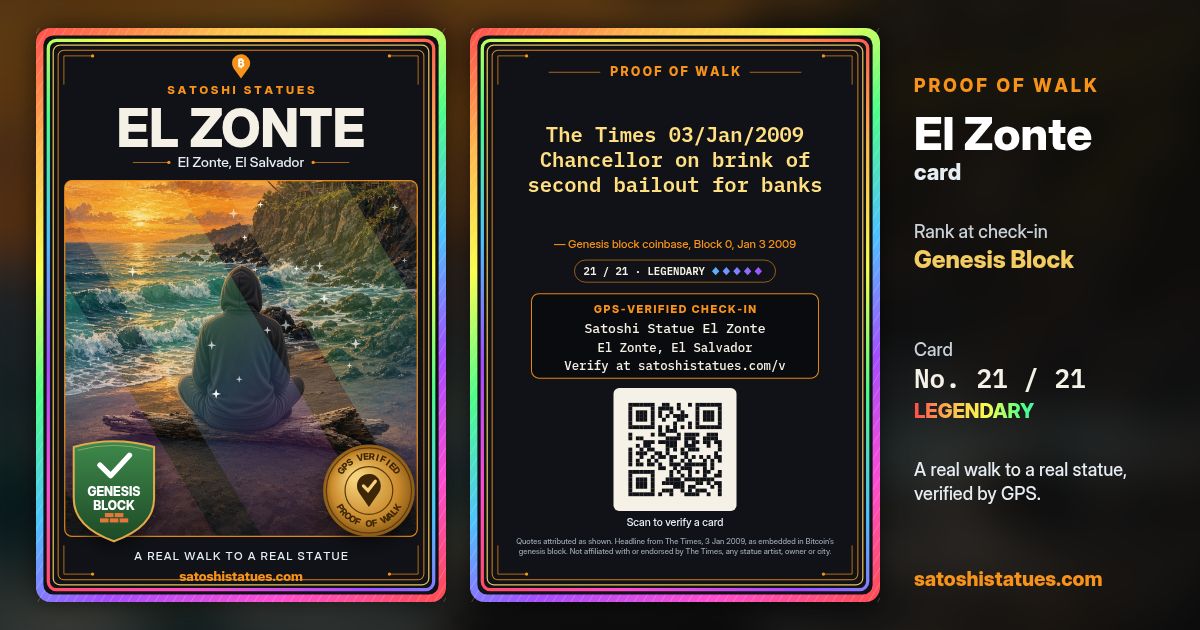 SATOSHI STATUES
EL ZONTE
El Zonte, El Salvador
GENESIS
BLOCK
GPS VERIFIED
PROOF OF WALK
A REAL WALK TO A REAL STATUE
satoshistatues.com
PROOF OF WALK
The Times 03/Jan/2009
Chancellor on brink of
second bailout for banks
— Genesis block coinbase, Block 0, Jan 3 2009
21 / 21 · LEGENDARY
GPS-VERIFIED CHECK-IN
Satoshi Statue El Zonte
El Zonte, El Salvador
Verify at satoshistatues.com/v
Scan to verify a card
Quotes attributed as shown. Headline from The Times, 3 Jan 2009, as embedded in Bitcoin's
genesis block. Not affiliated with or endorsed by The Times, any statue artist, owner or city.
PROOF OF WALK
El Zonte
card
Rank at check-in
Genesis Block
Card
No. 21 / 21
LEGENDARY
A real walk to a real statue,
verified by GPS.
satoshistatues.com